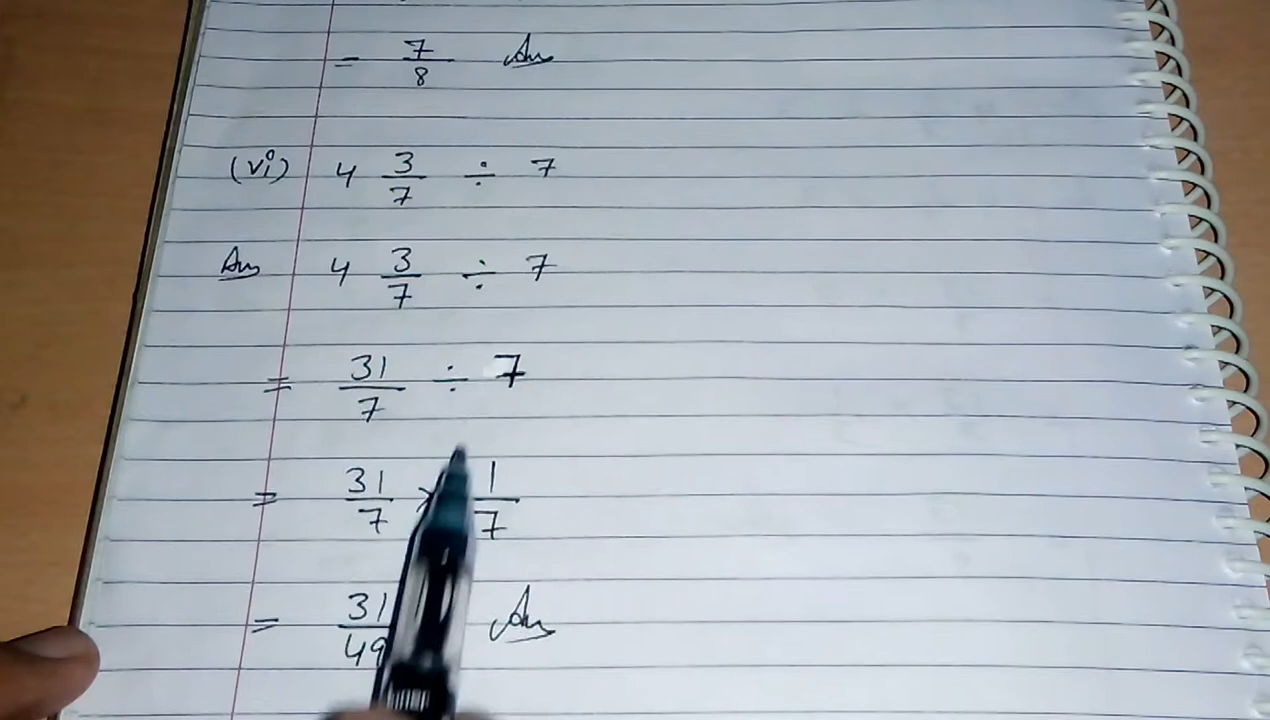 = 7/8 Ans
(vi) 4 3/7 ÷ 7
Ans 4 3/7 ÷ 7
= 31/7 ÷ 7
= 31/7 × 1/7
= 31/49 Ans